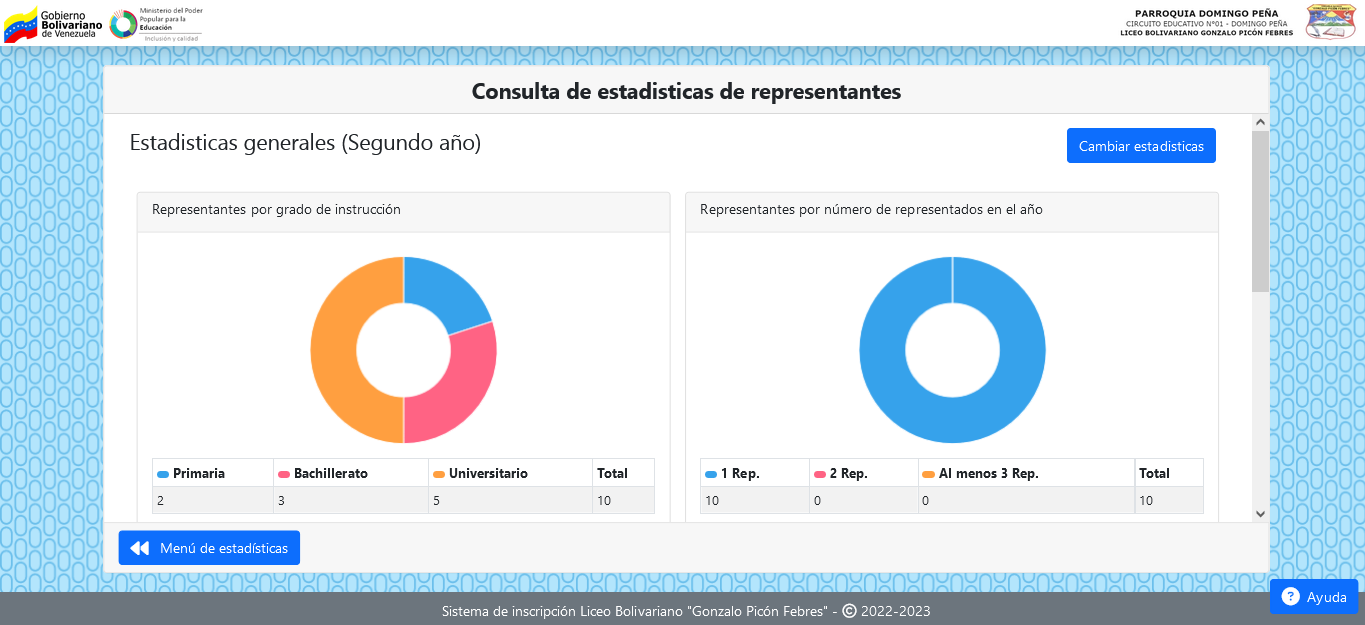 Gobierno
Bolivariano
de Venezuela
Ministerio del Poder
Popular para la
Educación
Inclusión y calidad
PARROQUIA DOMINGO PEÑA
CIRCUITO EDUCATIVO N°01 - DOMINGO PEÑA
LICEO BOLIVARIANO GONZALO PICÓN FEBRES
Consulta de estadisticas de representantes
Estadisticas generales (Segundo año)
Cambiar estadisticas
Representantes por grado de instrucción
Primaria Bachillerato Universitario Total
2 3 5 10
Representantes por número de representados en el año
1 Rep. 2 Rep. Al menos 3 Rep. Total
10 0 0 10
Menú de estadísticas
Ayuda
Sistema de inscripción Liceo Bolivariano "Gonzalo Picón Febres" - © 2022-2023